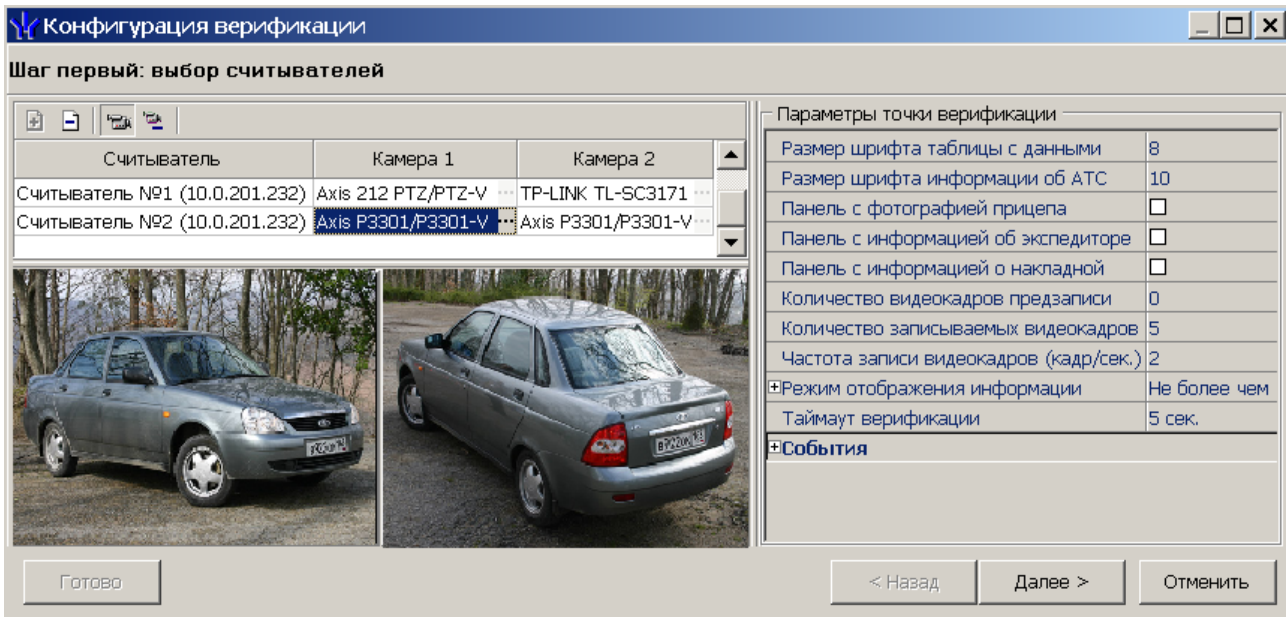 Конфигурация верификации
Шаг первый: выбор считывателей
Считыватель Камера 1 Камера 2
Считыватель №1 (10.0.201.232) Axis 212 PTZ/PTZ-V ... TP-LINK TL-SC3171 ...
Считыватель №2 (10.0.201.232) Axis P3301/P3301-V ... Axis P3301/P3301-V ...
Параметры точки верификации
Размер шрифта таблицы с данными 8
Размер шрифта информации об АТС 10
Панель с фотографией прицепа
Панель с информацией об экспедиторе
Панель с информацией о накладной
Количество видеокадров предзаписи 0
Количество записываемых видеокадров 5
Частота записи видеокадров (кадр/сек.) 2
Режим отображения информации Не более чем
Таймаут верификации 5 сек.
События
Готово
< Назад
Далее >
Отменить